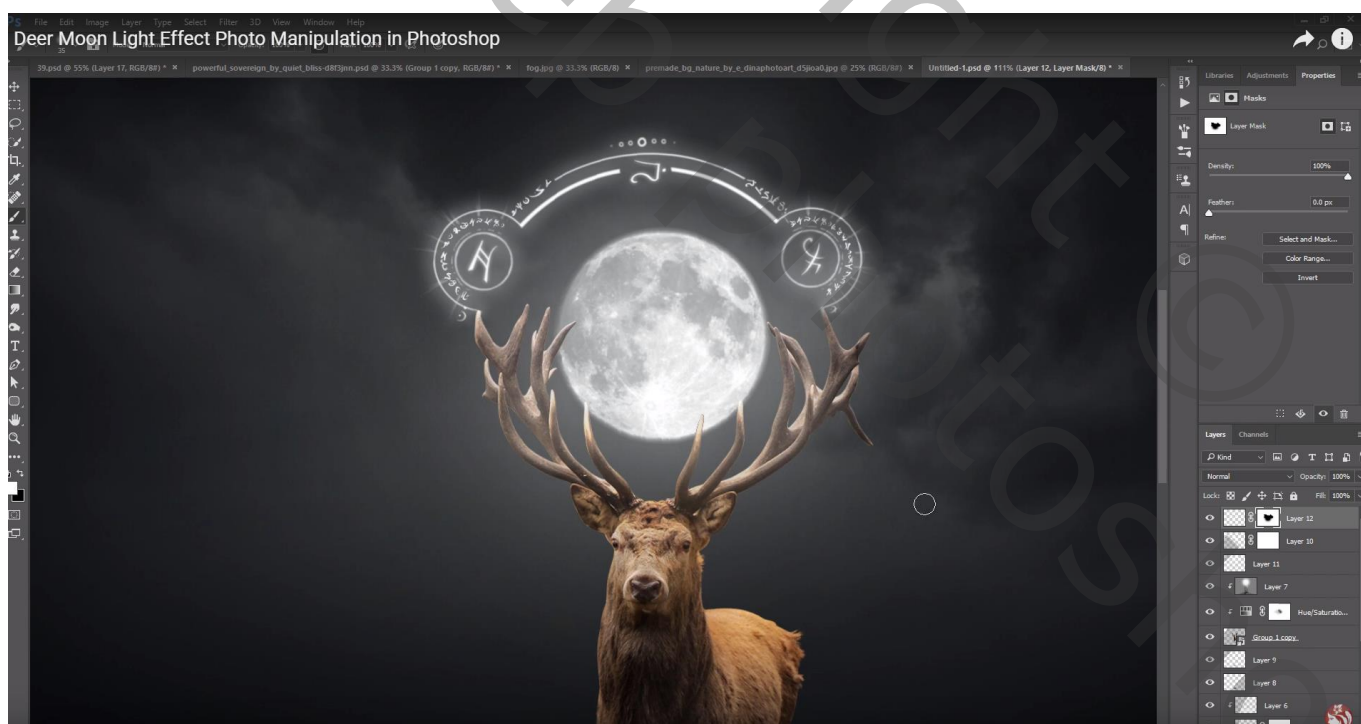 Ps File Edit Image Layer Type Select Filter 3D View Window Help
Deer Moon Light Effect Photo Manipulation in Photoshop
35
39.psd @ 55% (Layer 17, RGB/8#) * × powerful_sovereign_by_quiet_bliss-d8f3jnn.psd @ 33.3% (Group 1 copy, RGB/8#) * × fog.jpg @ 33.3% (RGB/8) × premade_bg_nature_by_e_dinaphotoart_d5jioa0.jpg @ 25% (RGB/8#) × Untitled-1.psd @ 111% (Layer 12, Layer Mask/8) * ×
Libraries Adjustments Properties
Masks
Layer Mask
Density: 100%
Feather: 0.0 px
Refine: Select and Mask...
Color Range...
Invert
Layers Channels
Kind
Normal Opacity: 100%
Lock: Fill: 100%
Layer 12
Layer 10
Layer 11
Layer 7
Hue/Saturatio...
Group 1 copy
Layer 9
Layer 8
Layer 6